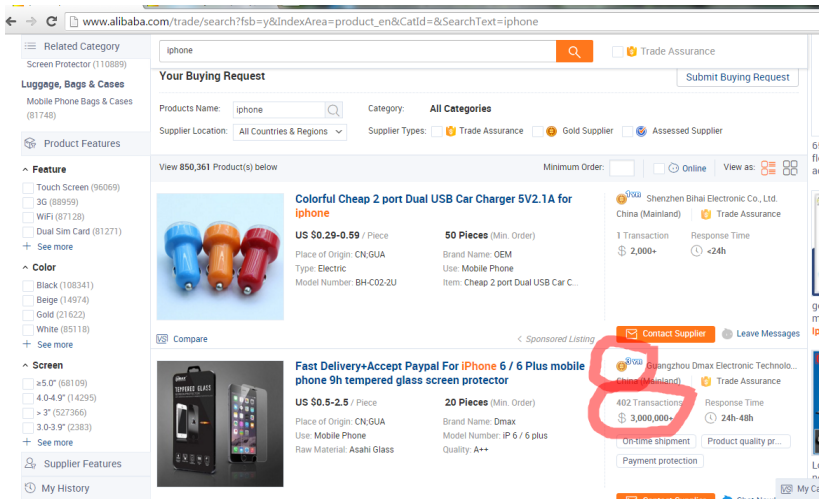 www.alibaba.com/trade/search?fsb=y&IndexArea=product_en&CatId=&SearchText=iphone
Related Category
Screen Protector (110889)
Luggage, Bags & Cases
Mobile Phone Bags & Cases
(81748)
Product Features
Feature
Touch Screen (96069)
3G (88959)
WiFi (87128)
Dual Sim Card (81271)
See more
Color
Black (108341)
Beige (14974)
Gold (21622)
White (85118)
See more
Screen
≥5.0" (68109)
4.0-4.9" (14295)
> 3" (527366)
3.0-3.9" (2383)
See more
Supplier Features
My History
iphone
Trade Assurance
Your Buying Request
Submit Buying Request
Products Name: iphone Category: All Categories
Supplier Location: All Countries & Regions Supplier Types: Trade Assurance Gold Supplier Assessed Supplier
View 850,361 Product(s) below Minimum Order: Online View as:
Colorful Cheap 2 port Dual USB Car Charger 5V2.1A for
iphone
US $0.29-0.59 / Piece 50 Pieces (Min. Order)
Place of Origin: CN;GUA Brand Name: OEM
Type: Electric Use: Mobile Phone
Model Number: BH-C02-2U Item: Cheap 2 port Dual USB Car C...
Shenzhen Bihai Electronic Co., Ltd.
China (Mainland) Trade Assurance
1 Transaction Response Time
$ 2,000+ <24h
Compare
< Sponsored Listing
Contact Supplier Leave Messages
Fast Delivery+Accept Paypal For iPhone 6 / 6 Plus mobile
phone 9h tempered glass screen protector
US $0.5-2.5 / Piece 20 Pieces (Min. Order)
Place of Origin: CN;GUA Brand Name: Dmax
Use: Mobile Phone Model Number: iP 6 / 6 plus
Raw Material: Asahi Glass Quality: A++
TEMPERED GLASS
Guangzhou Dmax Electronic Technolo...
China (Mainland) Trade Assurance
402 Transactions Response Time
$ 3,000,000+ 24h-48h
On-time shipment Product quality pr...
Payment protection